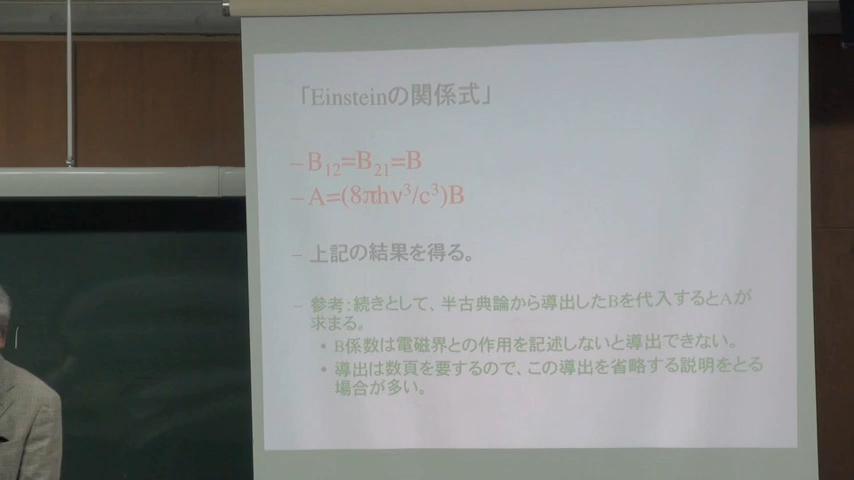 「Einsteinの関係式」
– B₁₂=B₂₁=B
– A=(8πhν³/c³)B
– 上記の結果を得る。
– 参考：続きとして、半古典論から導出したBを代入するとAが
求まる。
• B係数は電磁界との作用を記述しないと導出できない。
• 導出は数頁を要するので、この導出を省略する説明をとる
場合が多い。